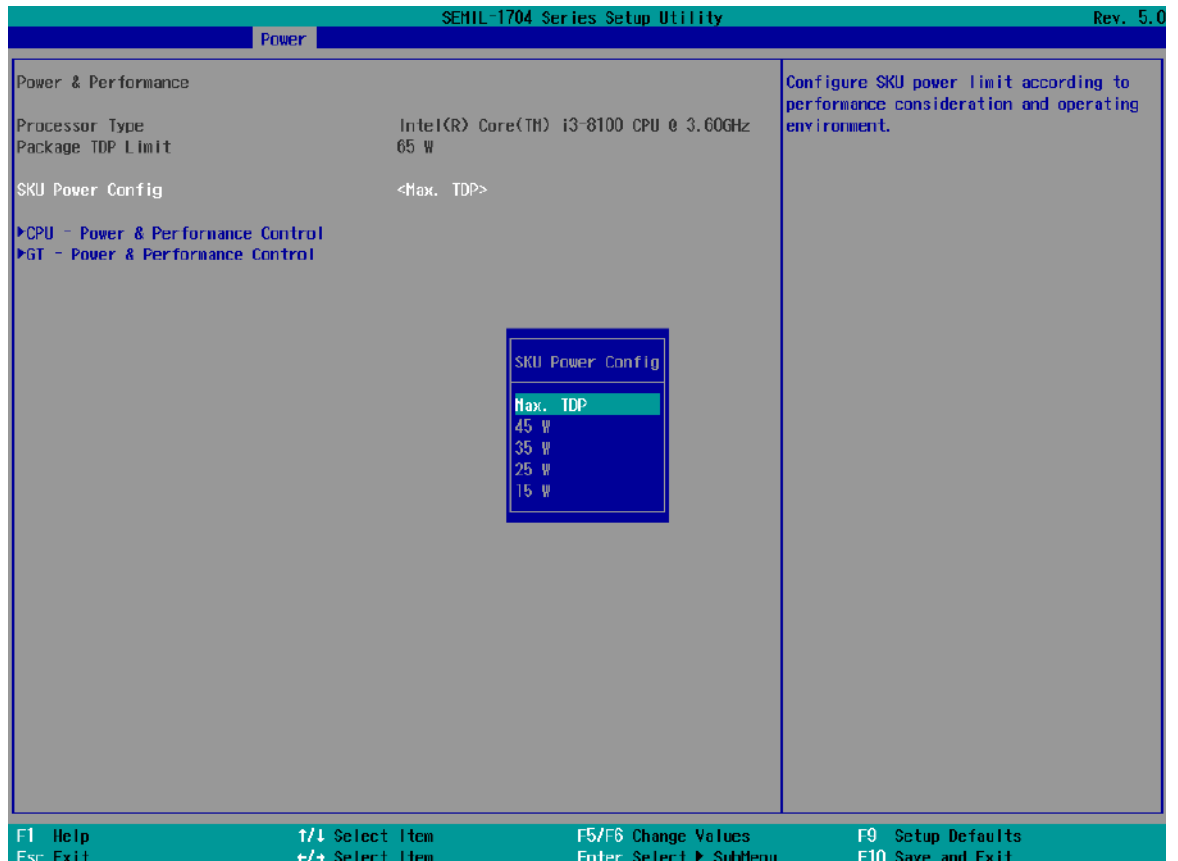 SEMIL-1704 Series Setup Utility Rev. 5.0
Power
Power & Performance
Processor Type Intel(R) Core(TM) i3-8100 CPU @ 3.60GHz
Package TDP Limit 65 W
SKU Power Config <Max. TDP>
▶CPU - Power & Performance Control
▶GT - Power & Performance Control
Configure SKU power limit according to
performance consideration and operating
environment.
SKU Power Config
Max. TDP
45 W
35 W
25 W
15 W
F1 Help ↑/↓ Select Item F5/F6 Change Values F9 Setup Defaults
Esc Exit ←/→ Select Item Enter Select ▶ SubMenu F10 Save and Exit